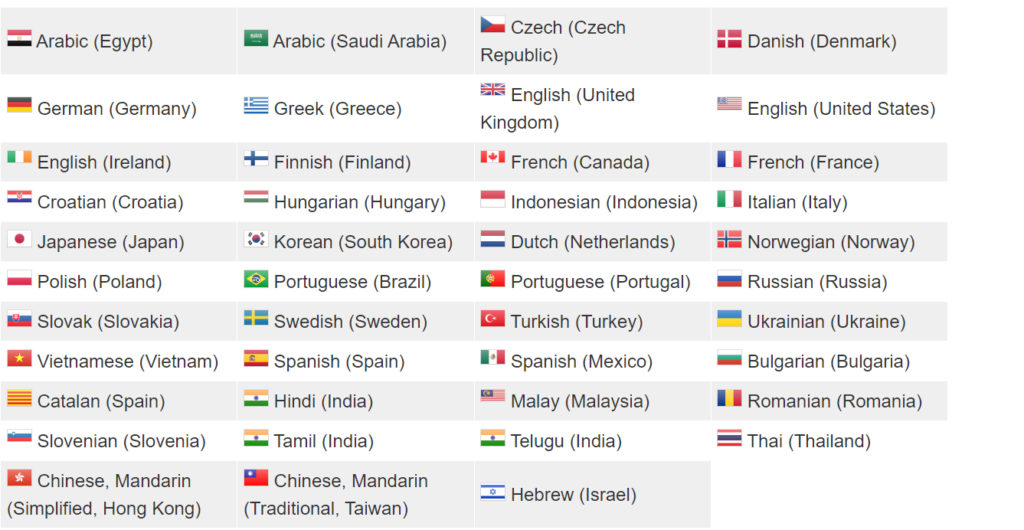 Arabic (Egypt)
Arabic (Saudi Arabia)
Czech (Czech
Republic)
Danish (Denmark)
German (Germany)
Greek (Greece)
English (United
Kingdom)
English (United States)
English (Ireland)
Finnish (Finland)
French (Canada)
French (France)
Croatian (Croatia)
Hungarian (Hungary)
Indonesian (Indonesia)
Italian (Italy)
Japanese (Japan)
Korean (South Korea)
Dutch (Netherlands)
Norwegian (Norway)
Polish (Poland)
Portuguese (Brazil)
Portuguese (Portugal)
Russian (Russia)
Slovak (Slovakia)
Swedish (Sweden)
Turkish (Turkey)
Ukrainian (Ukraine)
Vietnamese (Vietnam)
Spanish (Spain)
Spanish (Mexico)
Bulgarian (Bulgaria)
Catalan (Spain)
Hindi (India)
Malay (Malaysia)
Romanian (Romania)
Slovenian (Slovenia)
Tamil (India)
Telugu (India)
Thai (Thailand)
Chinese, Mandarin
(Simplified, Hong Kong)
Chinese, Mandarin
(Traditional, Taiwan)
Hebrew (Israel)